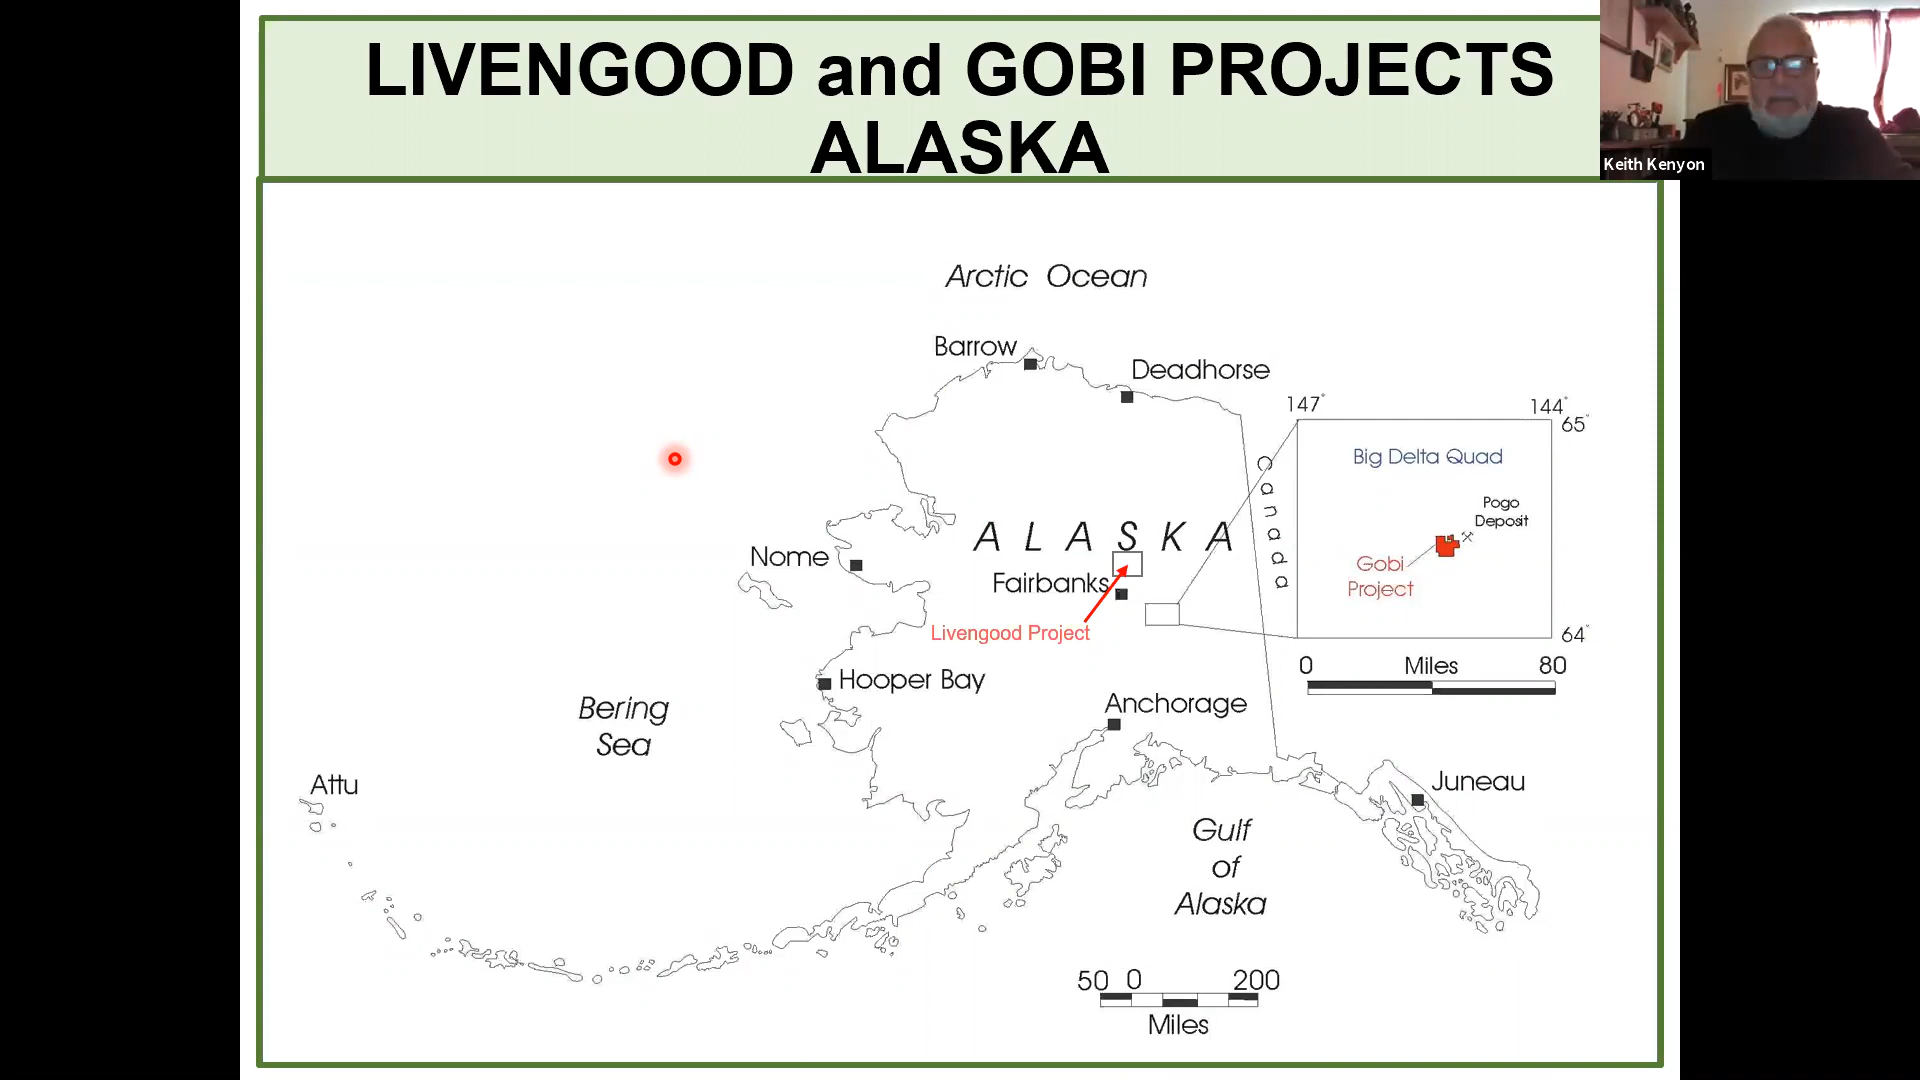 LIVENGOOD and GOBI PROJECTS
ALASKA
Keith Kenyon
Arctic Ocean
Barrow
Deadhorse
147°
144°
65°
Big Delta Quad
Canada
Pogo
Deposit
ALASKA
Nome
Gobi
Project
Fairbanks
Livengood Project
64°
0 Miles 80
Hooper Bay
Anchorage
Bering
Sea
Attu
Juneau
Gulf
of
Alaska
50 0 200
Miles